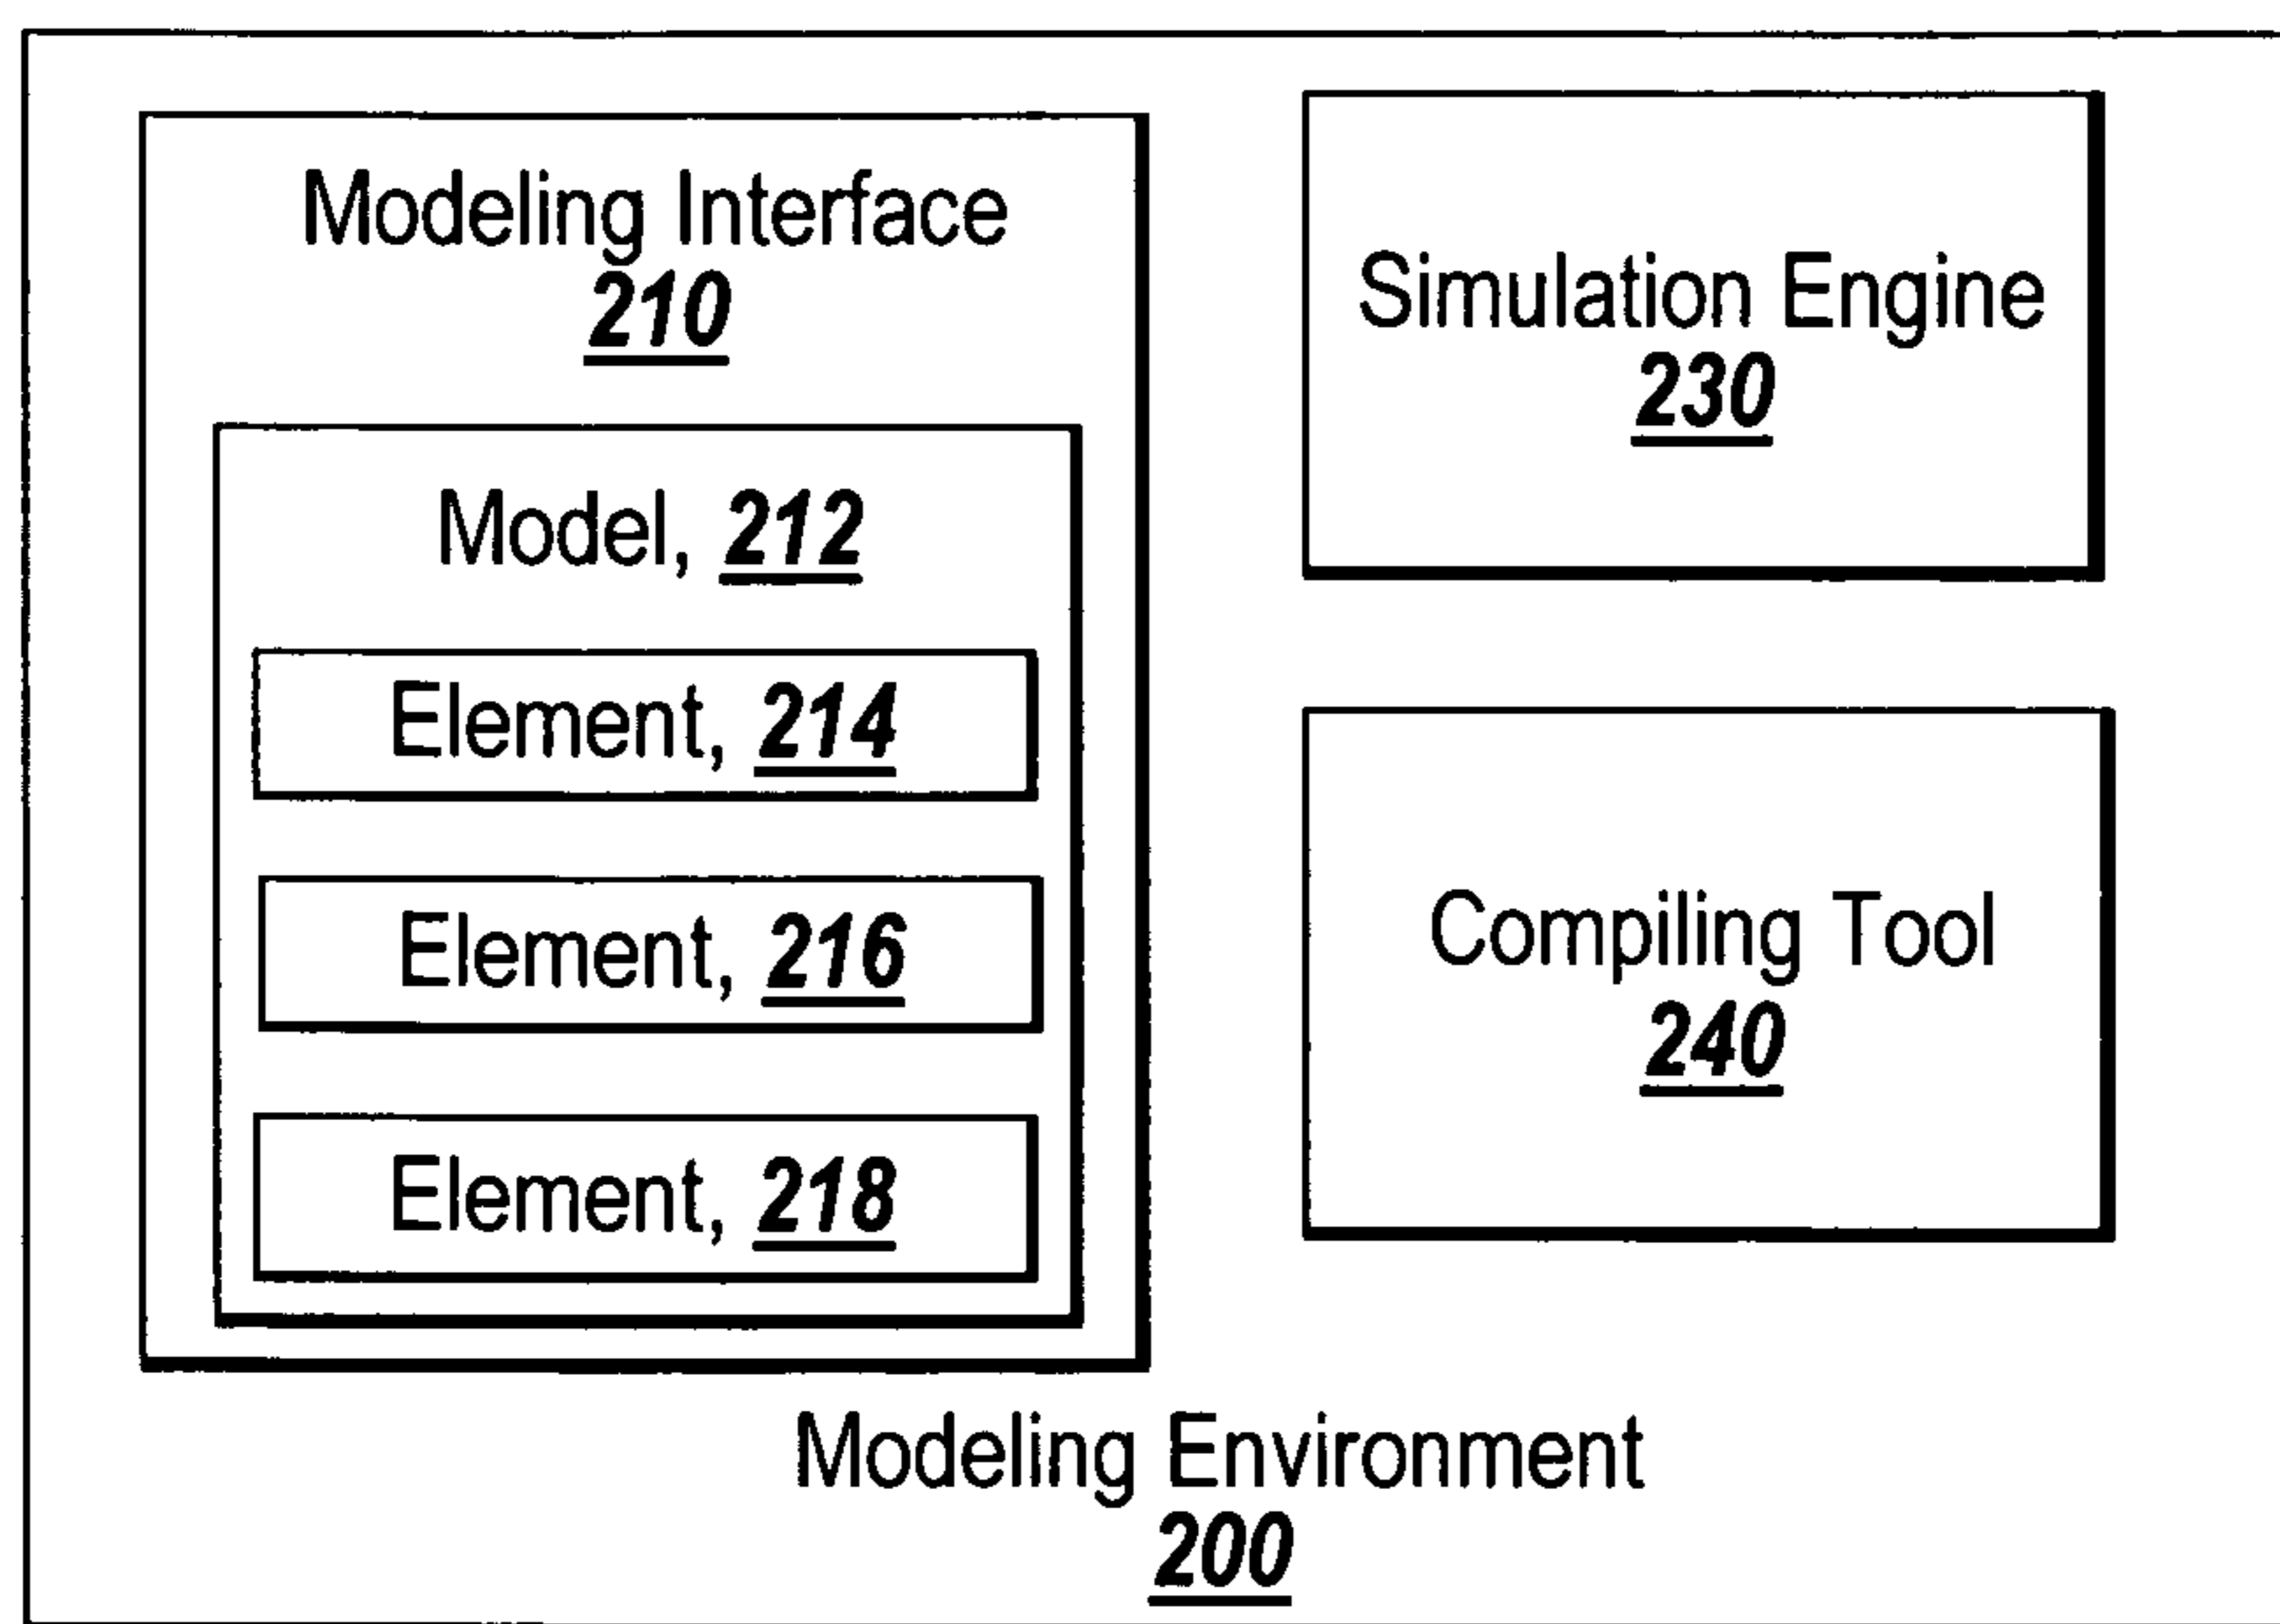 Modeling Interface
210
Model, 212
Element, 214
Element, 216
Element, 218
Simulation Engine
230
Compiling Tool
240
Modeling Environment
200